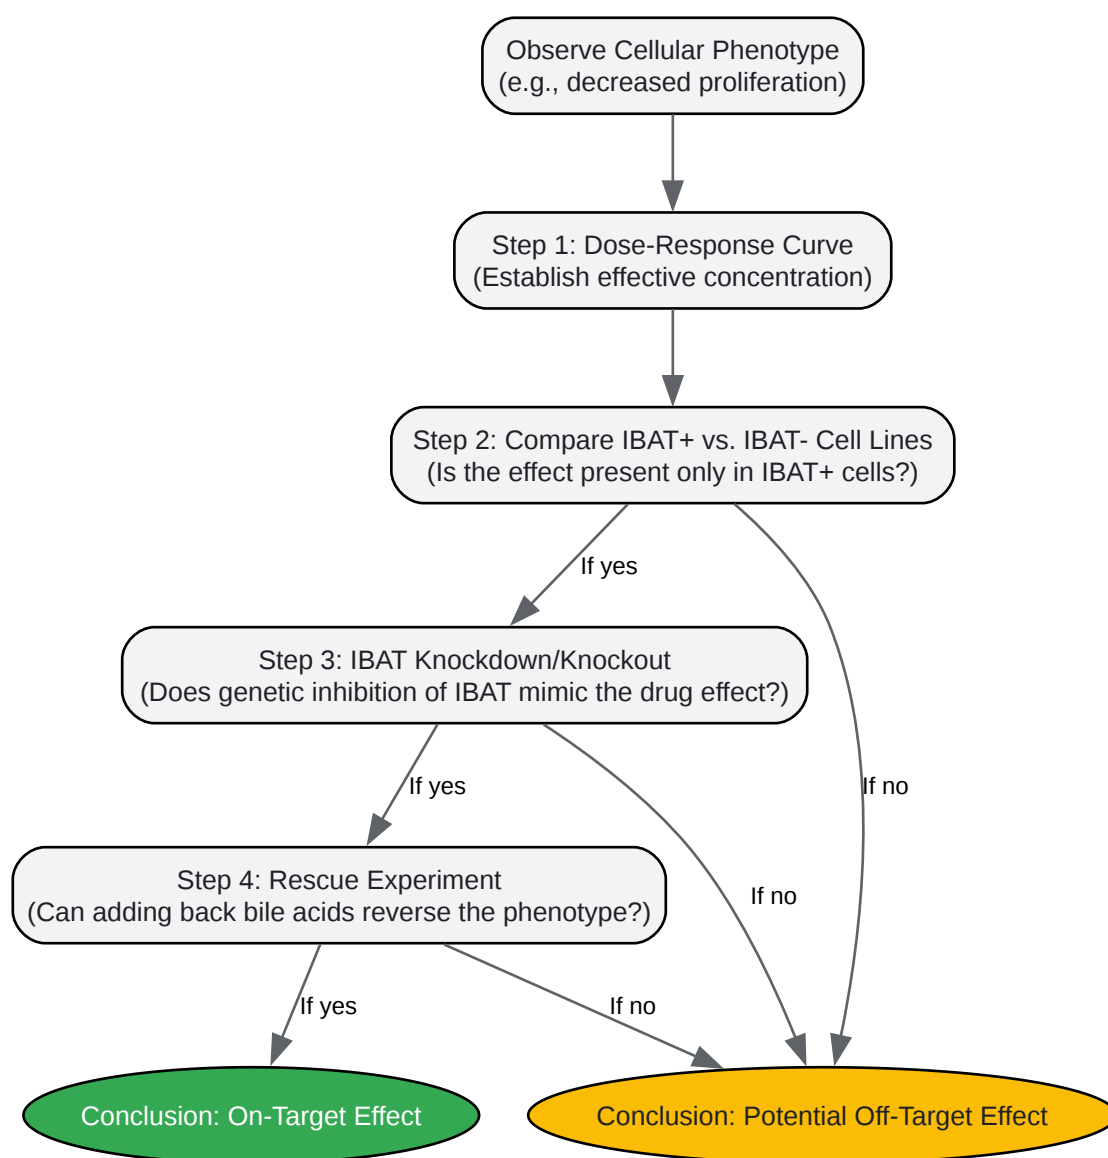 Observe Cellular Phenotype
(e.g., decreased proliferation)
Step 1: Dose-Response Curve
(Establish effective concentration)
Step 2: Compare IBAT+ vs. IBAT- Cell Lines
(Is the effect present only in IBAT+ cells?)
If yes
Step 3: IBAT Knockdown/Knockout
(Does genetic inhibition of IBAT mimic the drug effect?)
If yes
If no
Step 4: Rescue Experiment
(Can adding back bile acids reverse the phenotype?)
If no
If yes
If no
Conclusion: On-Target Effect
Conclusion: Potential Off-Target Effect